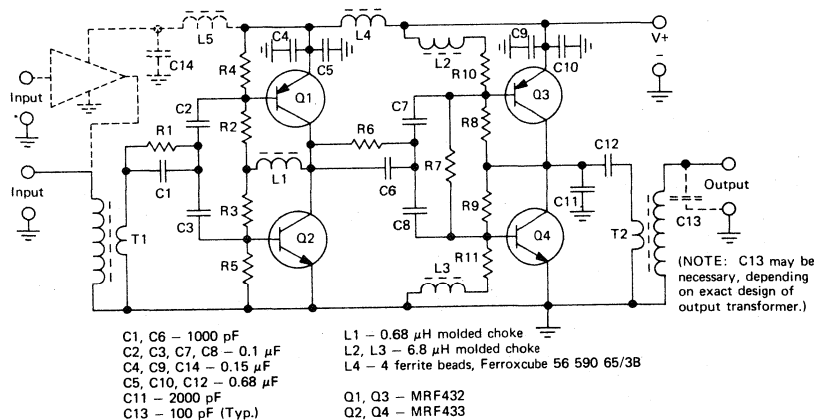 L5
L4
V+
−
C4
C5
C9
C10
C14
L2
R4
R10
Input
Q1
Q3
C2
C7
R1
R2
R6
R8
C12
Input
L1
R7
Output
C1
C6
R3
R9
C11
C13
C3
C8
T1
Q2
Q4
T2
R5
R11
L3
(NOTE: C13 may be
necessary, depending
on exact design of
output transformer.)
C1, C6 – 1000 pF
C2, C3, C7, C8 – 0.1 μF
C4, C9, C14 – 0.15 μF
C5, C10, C12 – 0.68 μF
C11 – 2000 pF
C13 – 100 pF (Typ.)
L1 – 0.68 μH molded choke
L2, L3 – 6.8 μH molded choke
L4 – 4 ferrite beads, Ferroxcube 56 590 65/3B
Q1, Q3 – MRF432
Q2, Q4 – MRF433